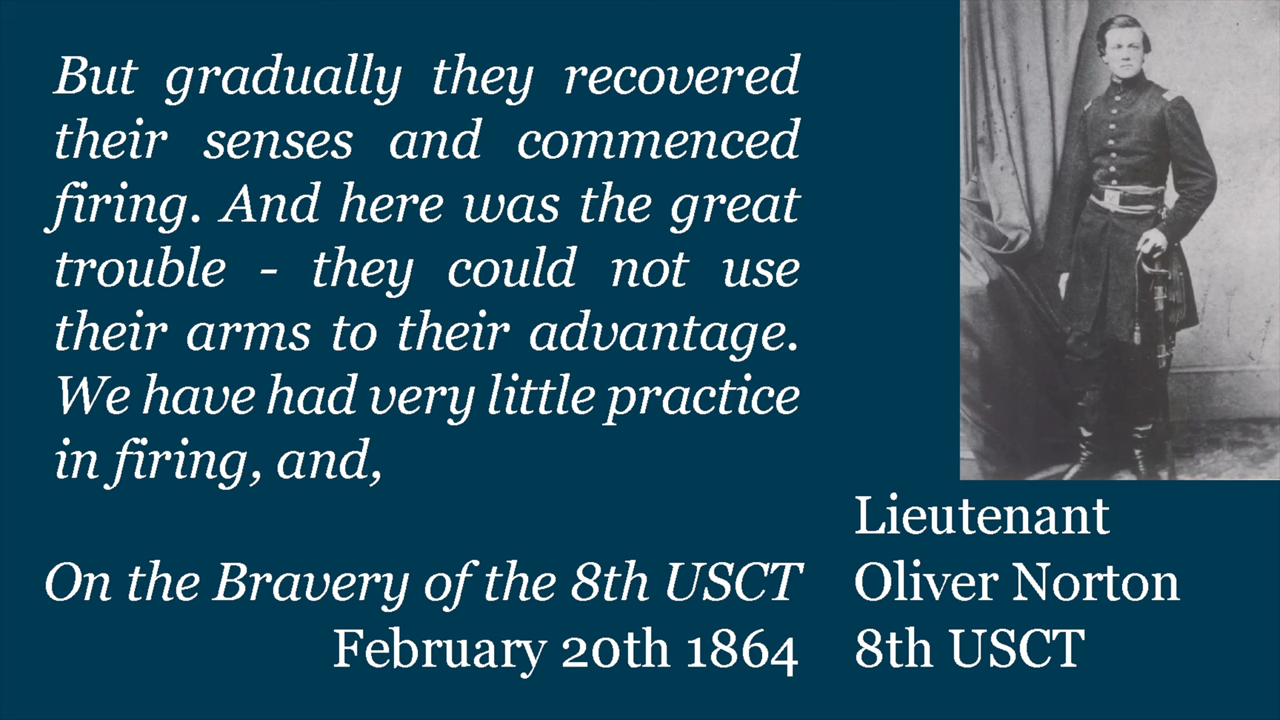 But gradually they recovered
their senses and commenced
firing. And here was the great
trouble - they could not use
their arms to their advantage.
We have had very little practice
in firing, and,
On the Bravery of the 8th USCT
February 20th 1864
Lieutenant
Oliver Norton
8th USCT